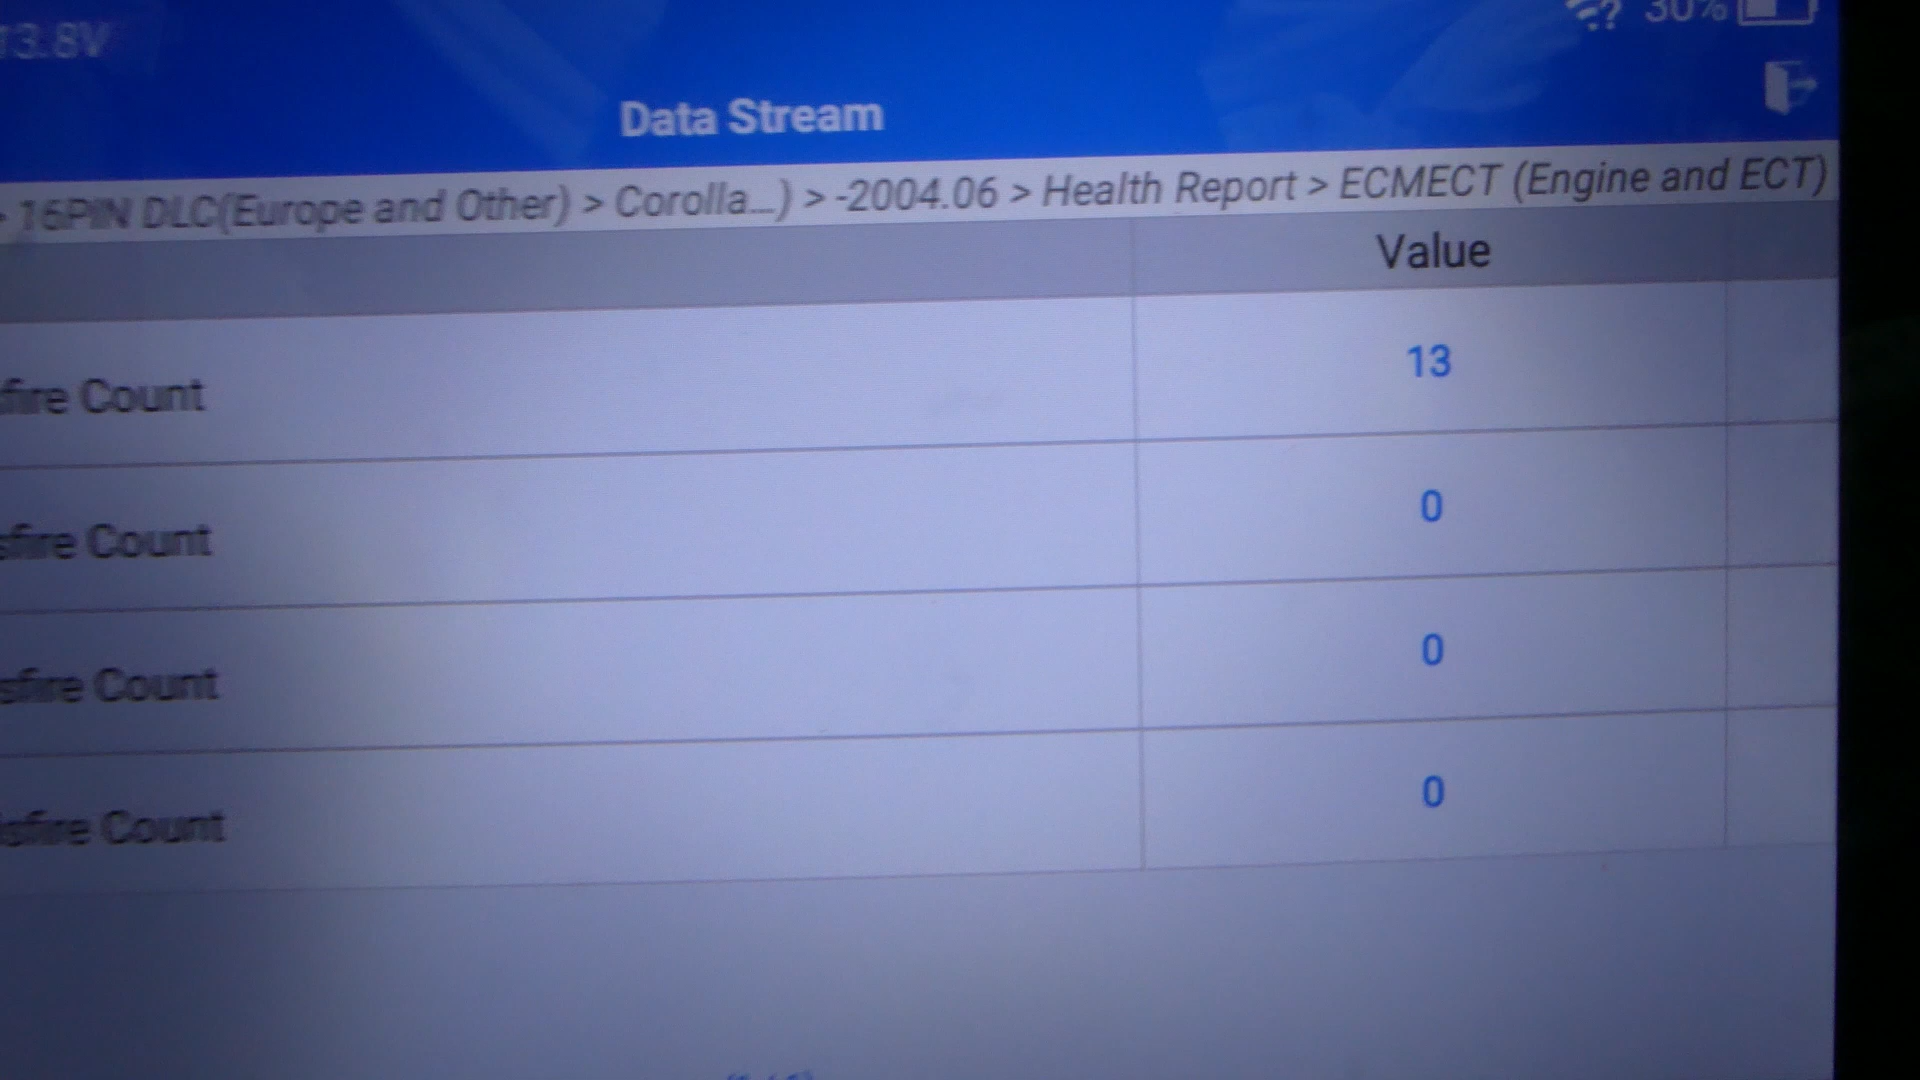 13.8V
30%
Data Stream
> 16PIN DLC(Europe and Other) > Corolla...) > -2004.06 > Health Report > ECMECT (Engine and ECT)
Value
fire Count 13
sfire Count 0
sfire Count 0
isfire Count 0